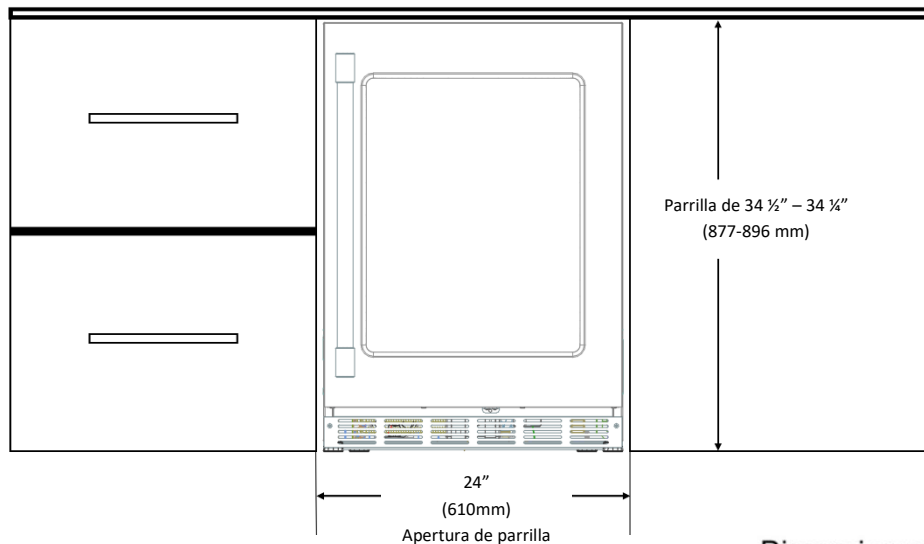 Parrilla de 34 ½” – 34 ¼”
(877-896 mm)
24”
(610mm)
Apertura de parrilla